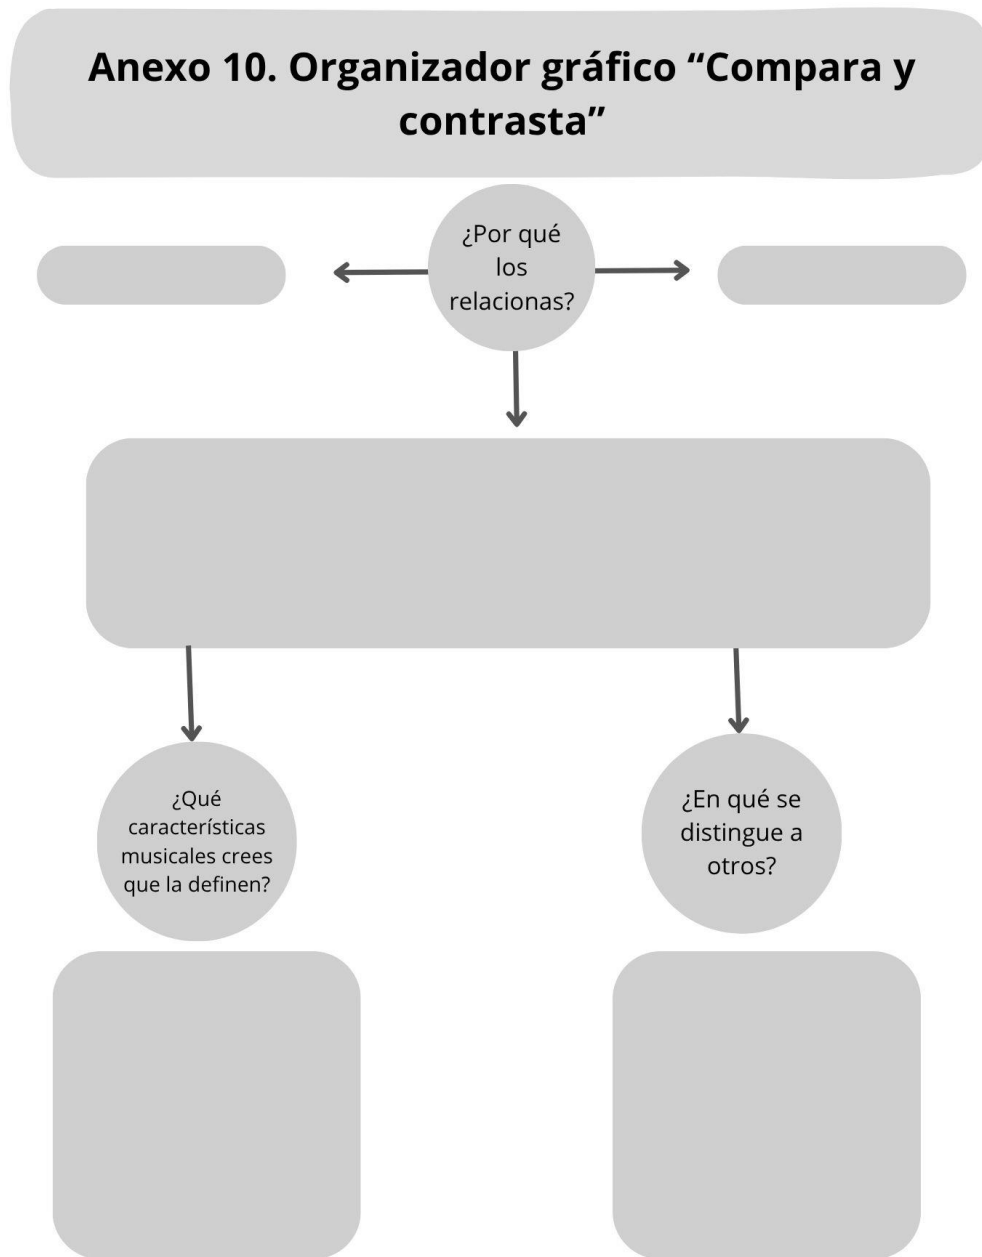 Anexo 10. Organizador gráfico “Compara y
contrasta”
¿Por qué
los
relacionas?
¿Qué
características
musicales crees
que la definen?
¿En qué se
distingue a
otros?